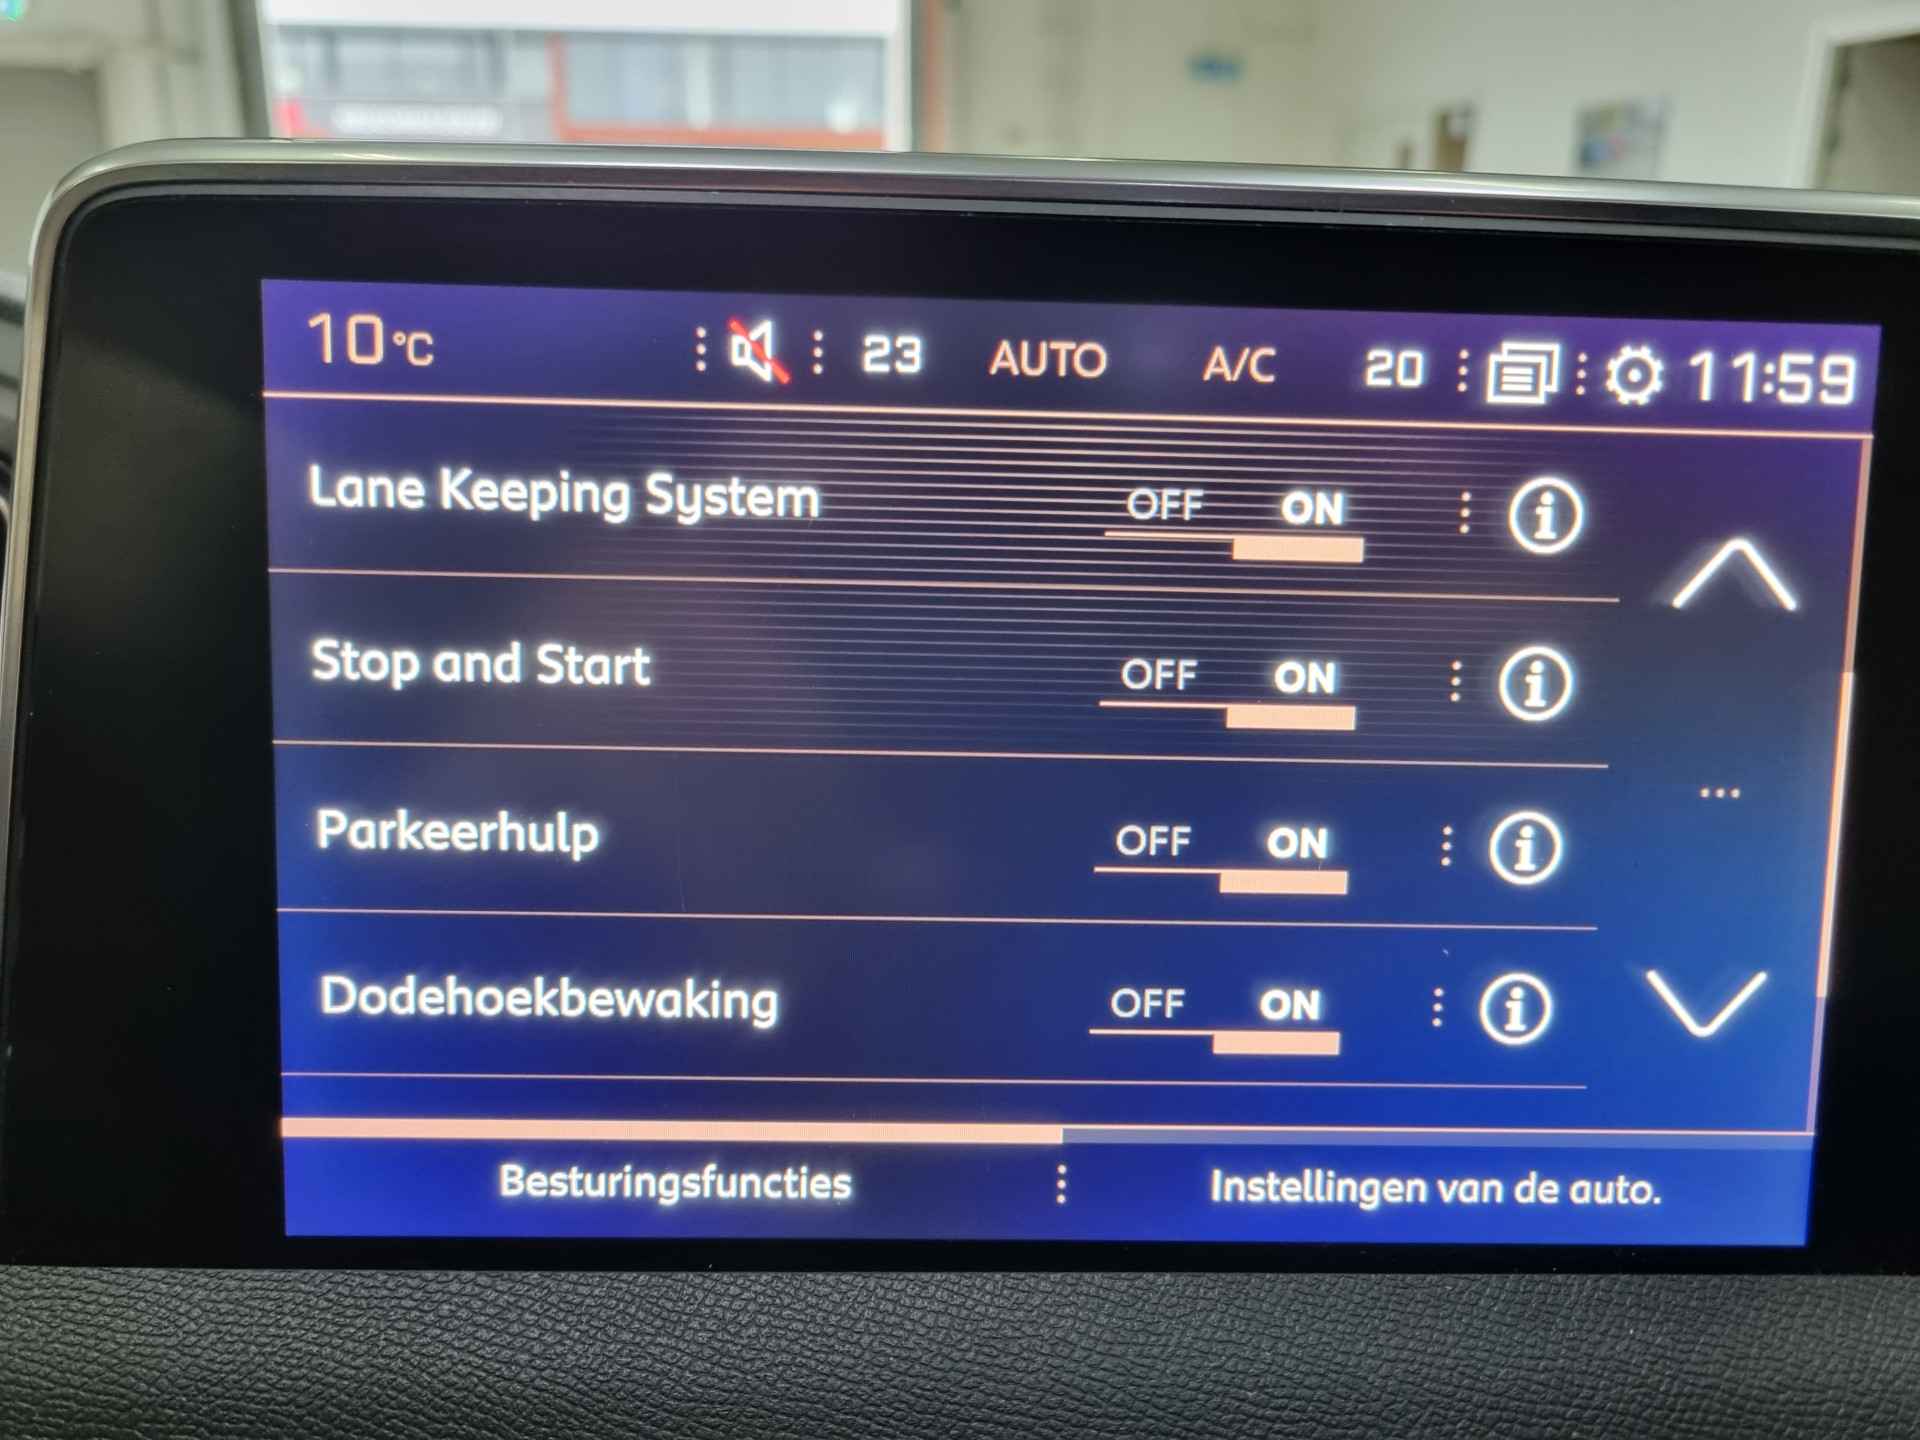 10°C 23 AUTO A/C 20 11:59
Lane Keeping System OFF ON
Stop and Start OFF ON
Parkeerhulp OFF ON
Dodehoekbewaking OFF ON
Besturingsfuncties Instellingen van de auto.